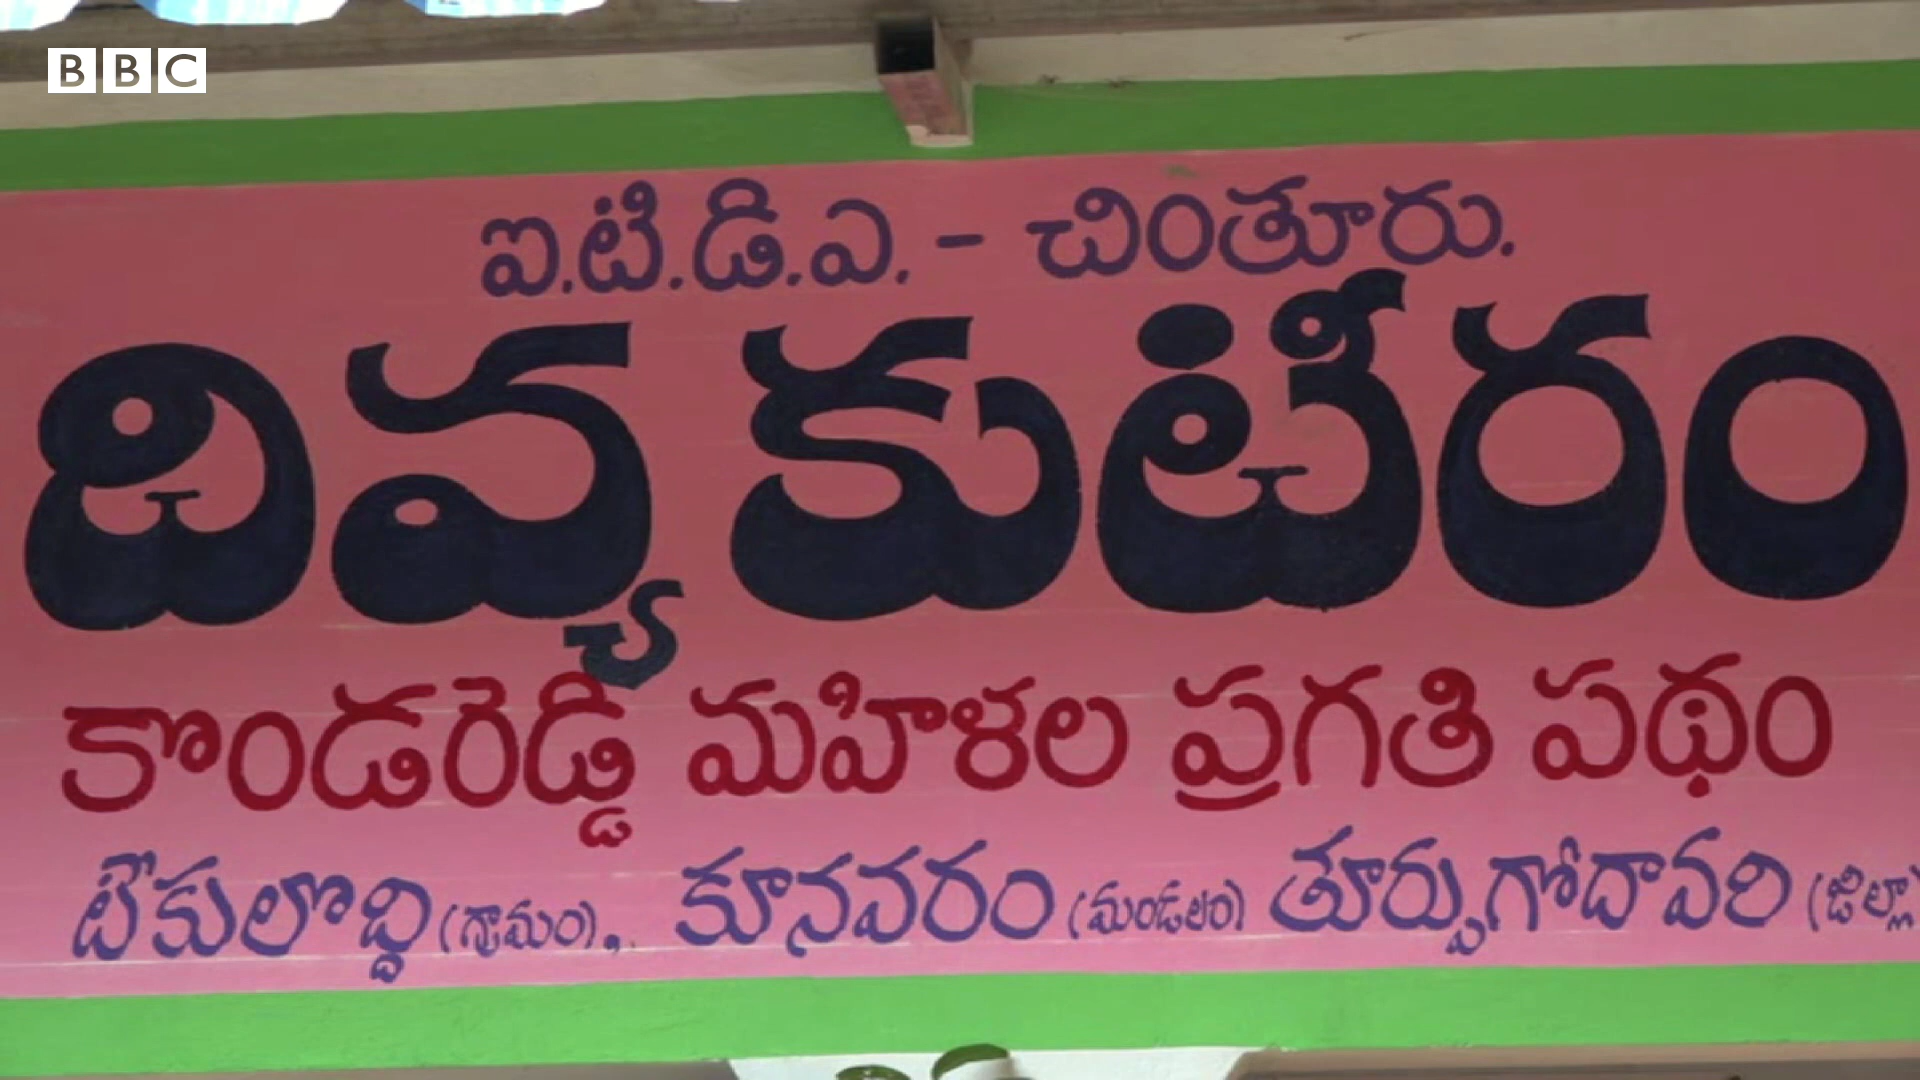 BBC
ఐ.టి.డి.ఎ. - చింతూరు.
దివ్య కుటీరం
కొండరెడ్డి మహిళల ప్రగతి పథం
టేకులొద్ది (గ్రామం)., కూనవరం (మండలం) తూర్పుగోదావరి (జిల్లా